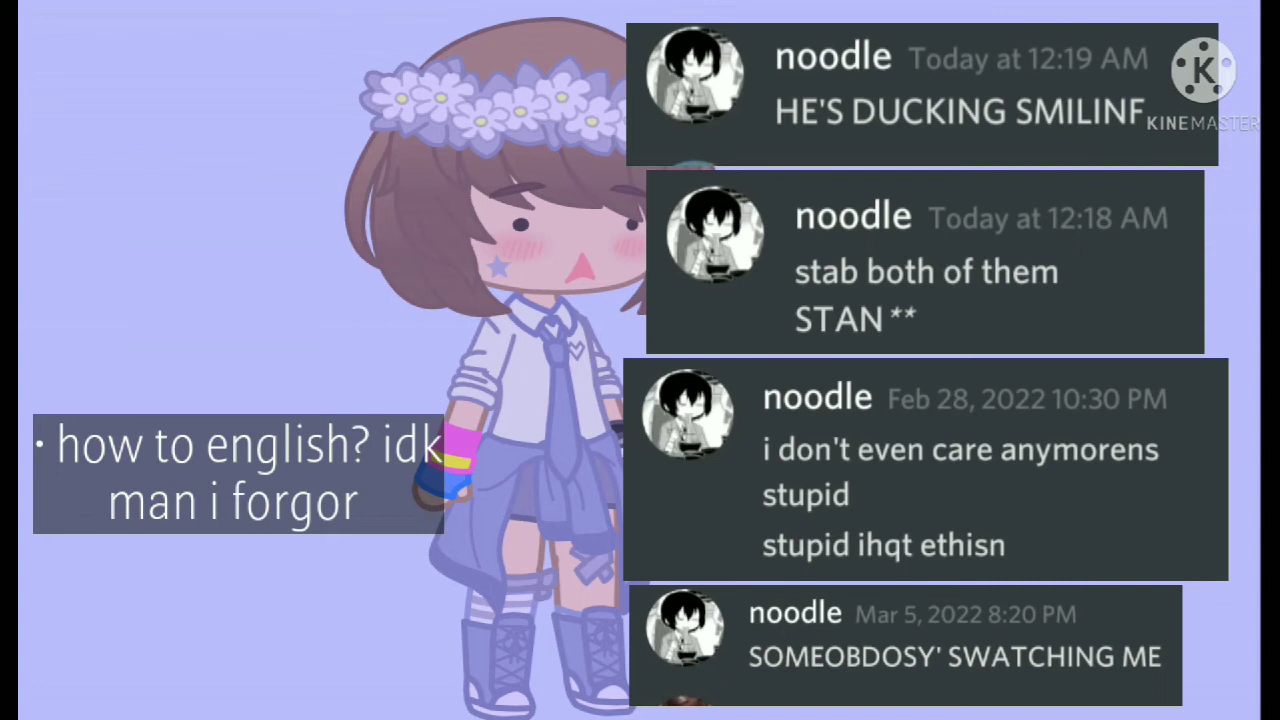 noodle Today at 12:19 AM
HE'S DUCKING SMILINF
K
KINEMASTER
noodle Today at 12:18 AM
stab both of them
STAN**
noodle Feb 28, 2022 10:30 PM
i don't even care anymorens
stupid
stupid ihqt ethisn
· how to english? idk
man i forgor
noodle Mar 5, 2022 8:20 PM
SOMEOBDOSY' SWATCHING ME